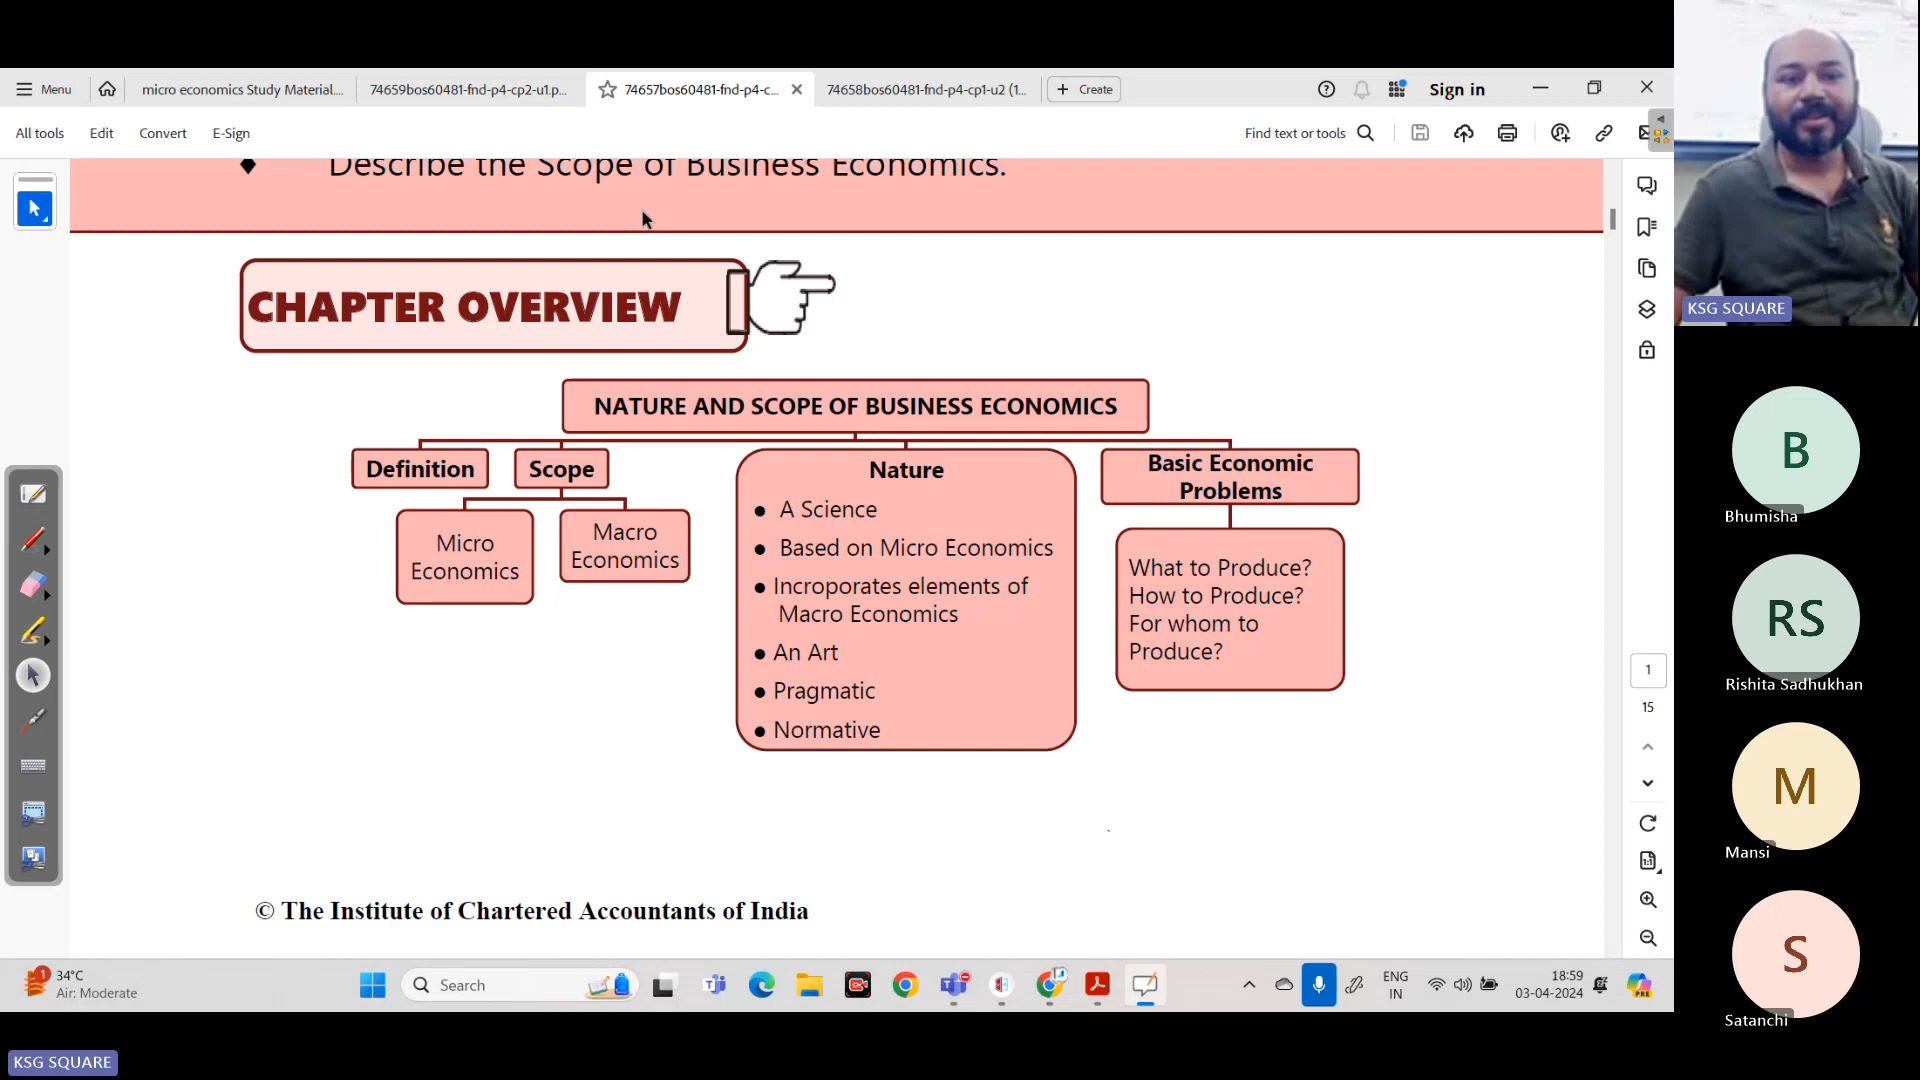 Menu
micro economics Study Material....
74659bos60481-fnd-p4-cp2-u1.p...
74657bos60481-fnd-p4-c...
74658bos60481-fnd-p4-cp1-u2 (1...
Create
Sign in
All tools
Edit
Convert
E-Sign
Find text or tools
Describe the Scope of Business Economics.
CHAPTER OVERVIEW
NATURE AND SCOPE OF BUSINESS ECONOMICS
Definition
Scope
Micro
Economics
Macro
Economics
Nature
● A Science
● Based on Micro Economics
● Incroporates elements of
Macro Economics
● An Art
● Pragmatic
● Normative
Basic Economic
Problems
What to Produce?
How to Produce?
For whom to
Produce?
© The Institute of Chartered Accountants of India
1
15
KSG SQUARE
B
Bhumisha
RS
Rishita Sadhukhan
M
Mansi
S
Satanchi
1
34°C
Air: Moderate
Search
ENG
IN
18:59
03-04-2024
PRE
KSG SQUARE